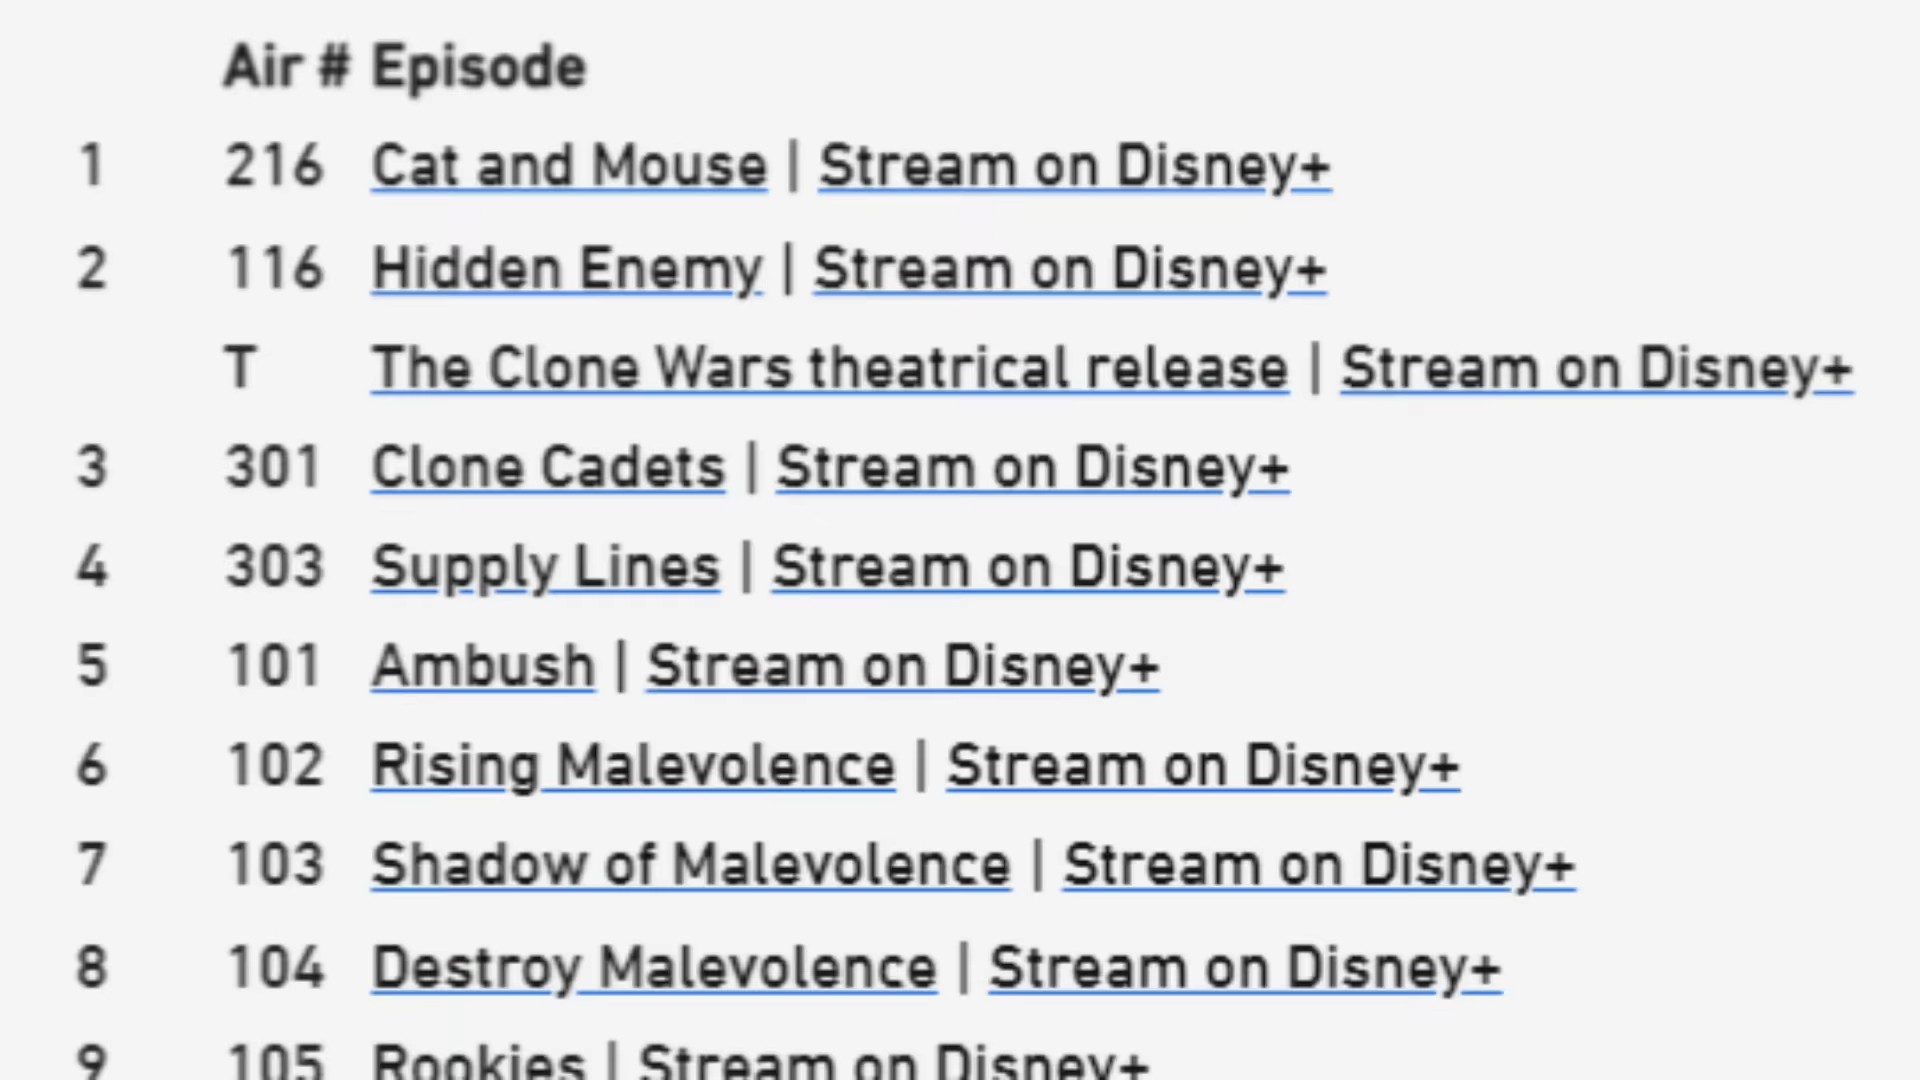 Air # Episode
1 216 Cat and Mouse | Stream on Disney+
2 116 Hidden Enemy | Stream on Disney+
T The Clone Wars theatrical release | Stream on Disney+
3 301 Clone Cadets | Stream on Disney+
4 303 Supply Lines | Stream on Disney+
5 101 Ambush | Stream on Disney+
6 102 Rising Malevolence | Stream on Disney+
7 103 Shadow of Malevolence | Stream on Disney+
8 104 Destroy Malevolence | Stream on Disney+
9 105 Rookies | Stream on Disney+